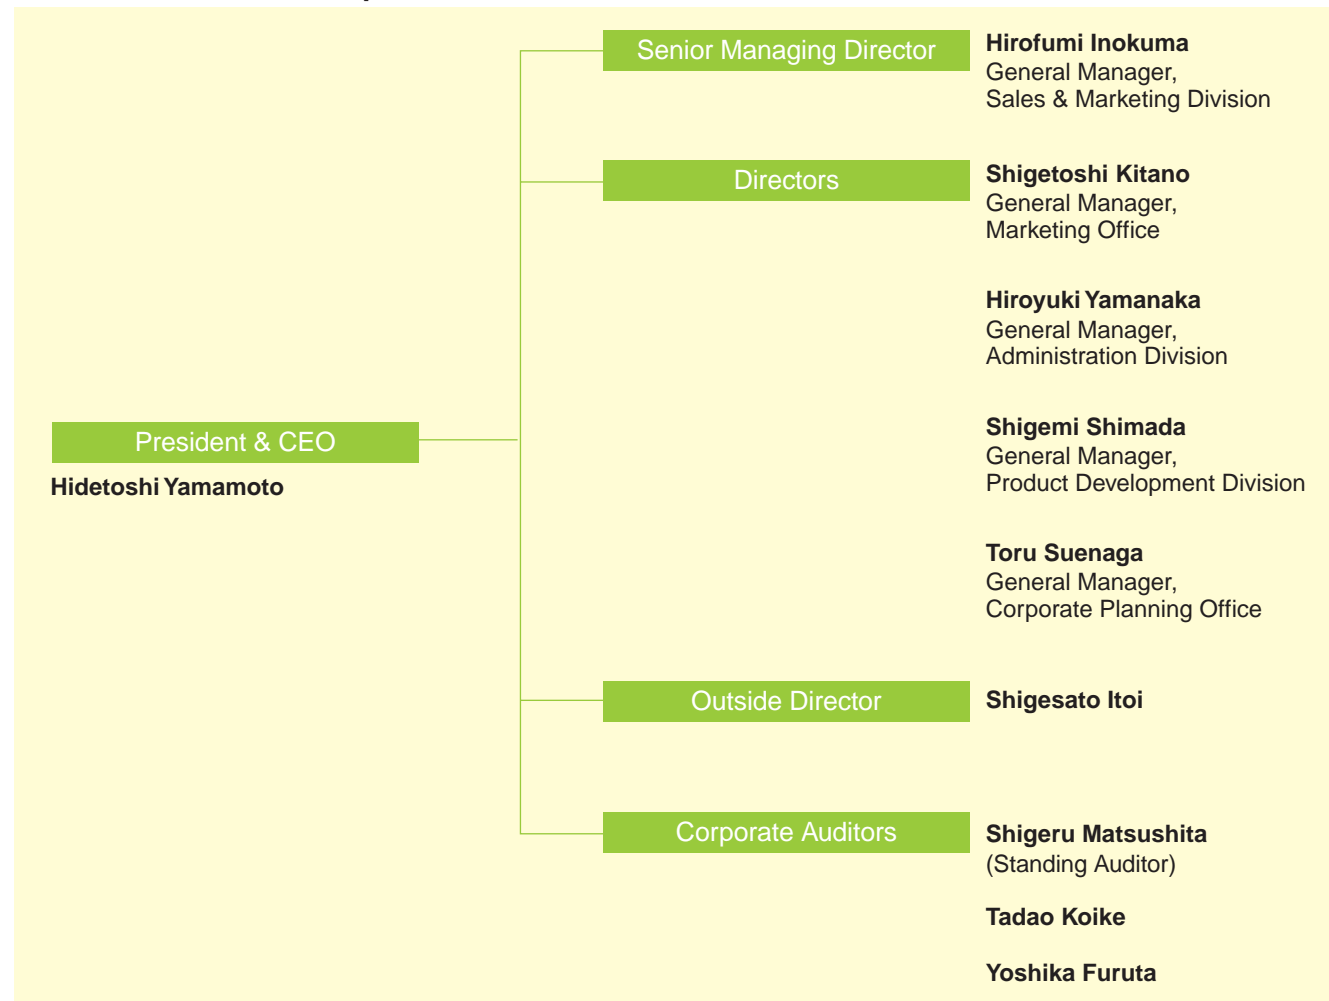 Senior Managing Director
Hirofumi Inokuma
General Manager,
Sales & Marketing Division
Directors
Shigetoshi Kitano
General Manager,
Marketing Office
Hiroyuki Yamanaka
General Manager,
Administration Division
President & CEO
Hidetoshi Yamamoto
Shigemi Shimada
General Manager,
Product Development Division
Toru Suenaga
General Manager,
Corporate Planning Office
Outside Director
Shigesato Itoi
Corporate Auditors
Shigeru Matsushita
(Standing Auditor)
Tadao Koike
Yoshika Furuta